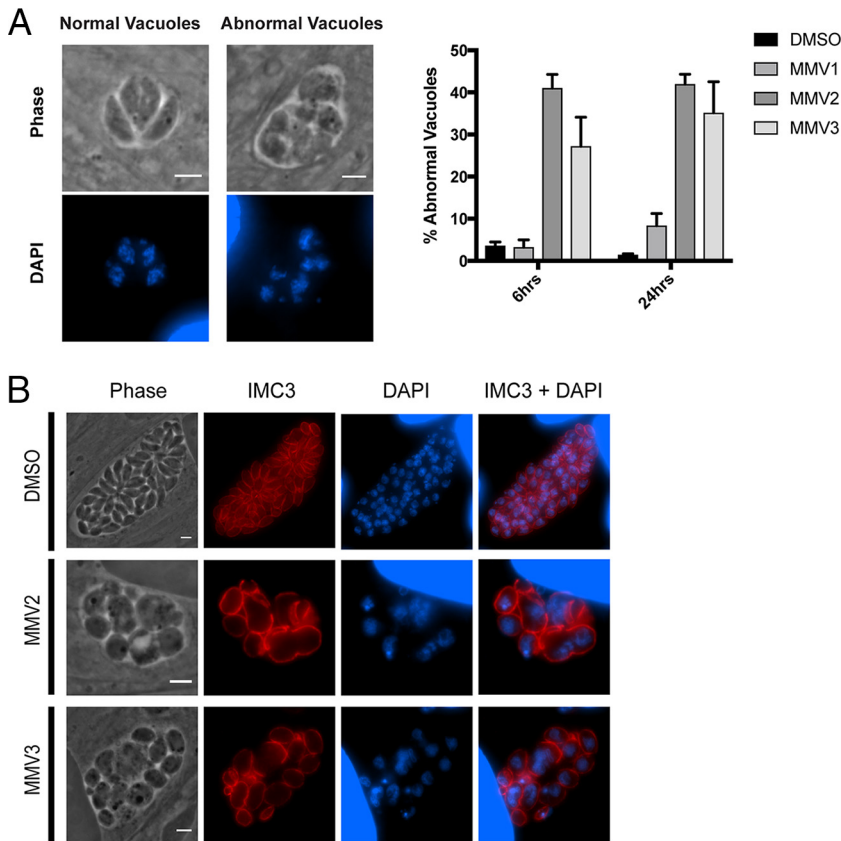 A
Normal Vacuoles
Abnormal Vacuoles
Phase
DAPI
% Abnormal Vacuoles
50
40
30
20
10
0
6hrs
24hrs
DMSO
MMV1
MMV2
MMV3
B
Phase
IMC3
DAPI
IMC3 + DAPI
DMSO
MMV2
MMV3